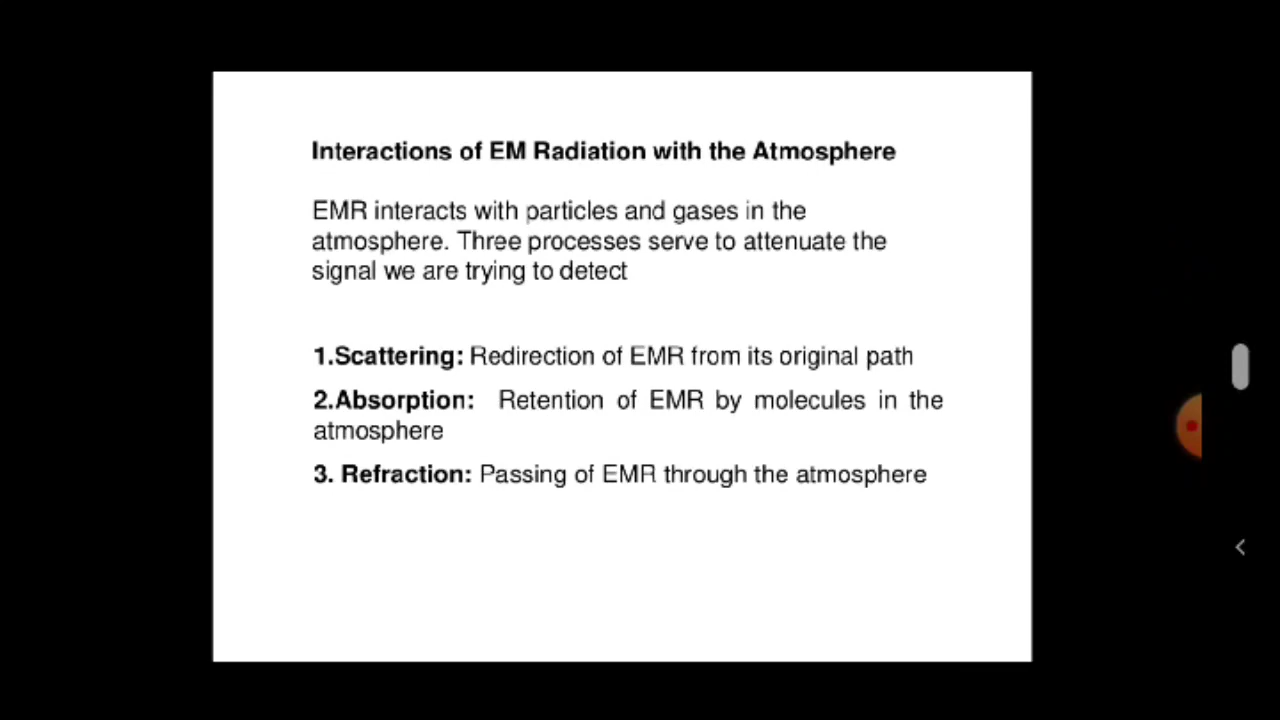 Interactions of EM Radiation with the Atmosphere
EMR interacts with particles and gases in the
atmosphere. Three processes serve to attenuate the
signal we are trying to detect
1.Scattering: Redirection of EMR from its original path
2.Absorption: Retention of EMR by molecules in the
atmosphere
3. Refraction: Passing of EMR through the atmosphere